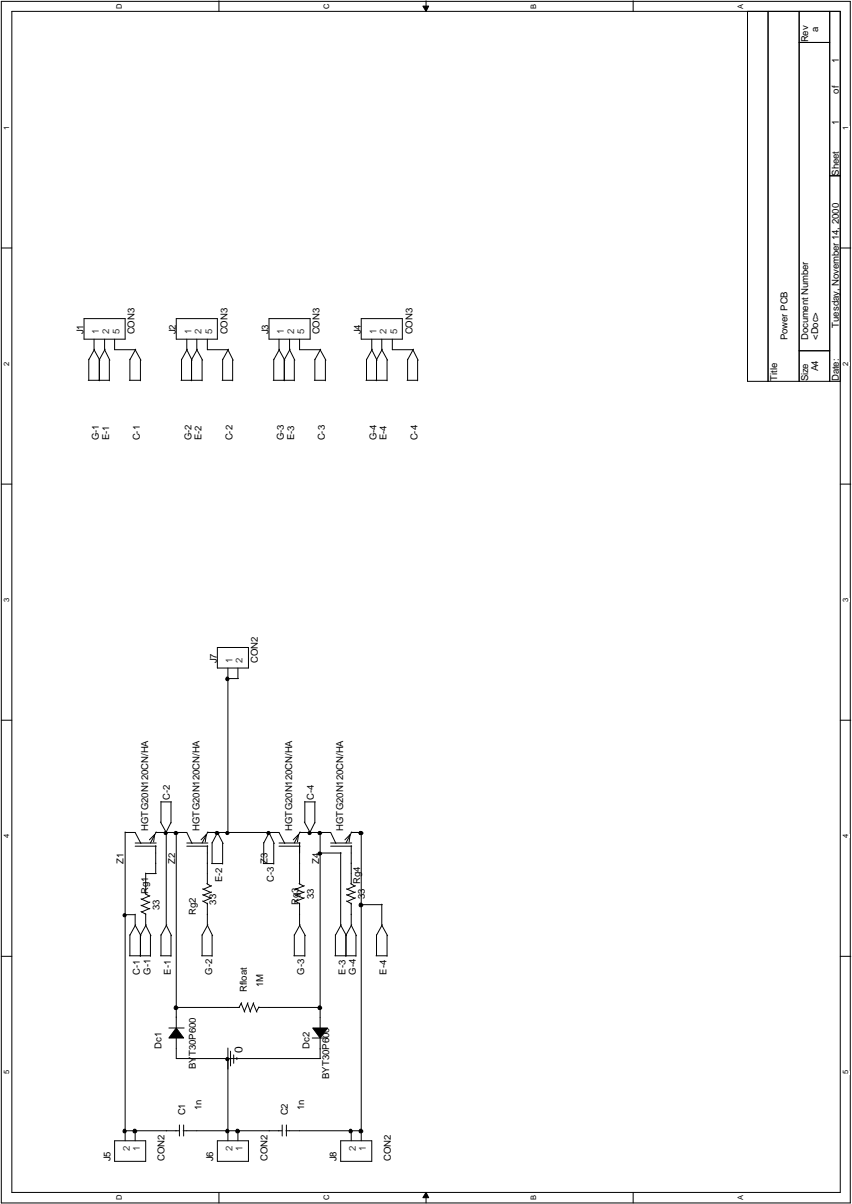 D
C
B
A
1
2
3
4
5
J5
2
1
CON2
J6
2
1
CON2
J8
2
1
CON2
C1
1n
C2
1n
Dc1
BYT30P600
Dc2
0
Rfloat
1M
C-1
G-1
E-1
G-2
G-3
E-3
G-4
E-4
Rg1
33
Rg2
33
Rg3
33
Rg4
33
Z1
Z2
Z3
Z4
E-2
C-3
C-2
C-4
HGTG20N120CN/HA
HGTG20N120CN/HA
HGTG20N120CN/HA
HGTG20N120CN/HA
J7
1
2
CON2
G-1
E-1
C-1
J1
1
2
5
CON3
G-2
E-2
C-2
J2
1
2
5
CON3
G-3
E-3
C-3
J3
1
2
5
CON3
G-4
E-4
C-4
J4
1
2
5
CON3
Title
Power PCB
Size
A4
Document Number
<Doc>
Rev
a
Date:
Tuesday, November 14, 2000
Sheet
1
of
1
D
C
B
A
1
2
3
4
5